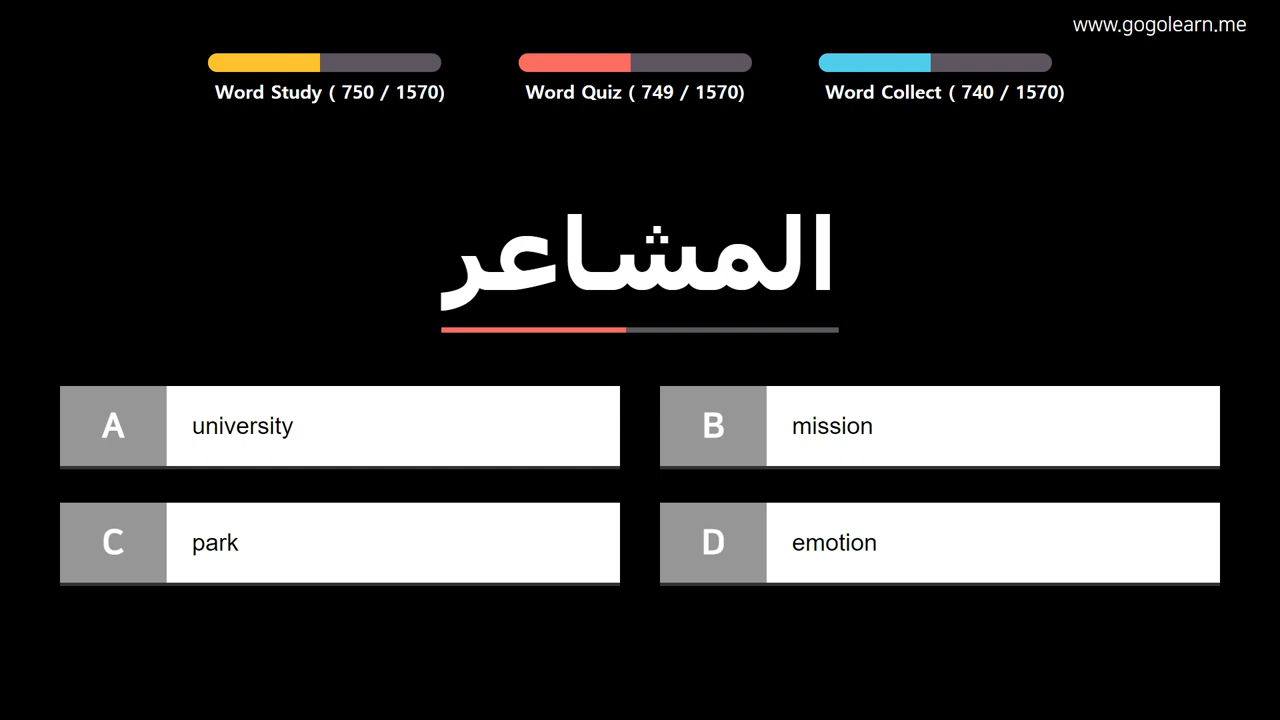 www.gogolearn.me
Word Study ( 750 / 1570)
Word Quiz ( 749 / 1570)
Word Collect ( 740 / 1570)
المشاعر
A university
B mission
C park
D emotion